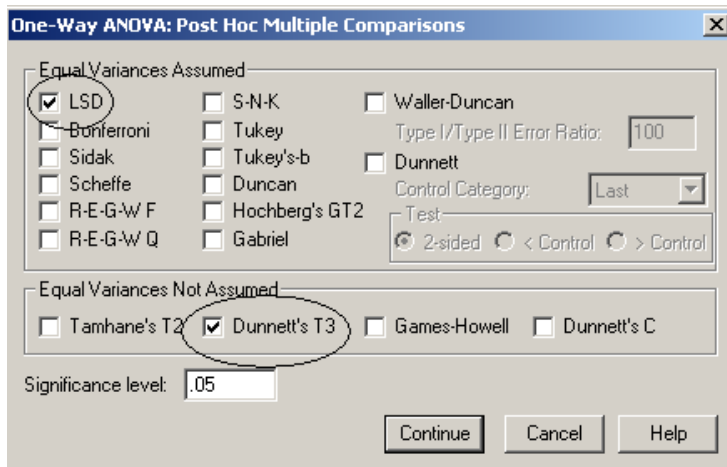 One-Way ANOVA: Post Hoc Multiple Comparisons
Equal Variances Assumed
LSD S-N-K Waller-Duncan
Bonferroni Tukey Type I/Type II Error Ratio: 100
Sidak Tukey's-b Dunnett
Scheffe Duncan Control Category: Last
R-E-G-W F Hochberg's GT2 Test
R-E-G-W Q Gabriel 2-sided < Control > Control
Equal Variances Not Assumed
Tamhane's T2 Dunnett's T3 Games-Howell Dunnett's C
Significance level: .05
Continue Cancel Help